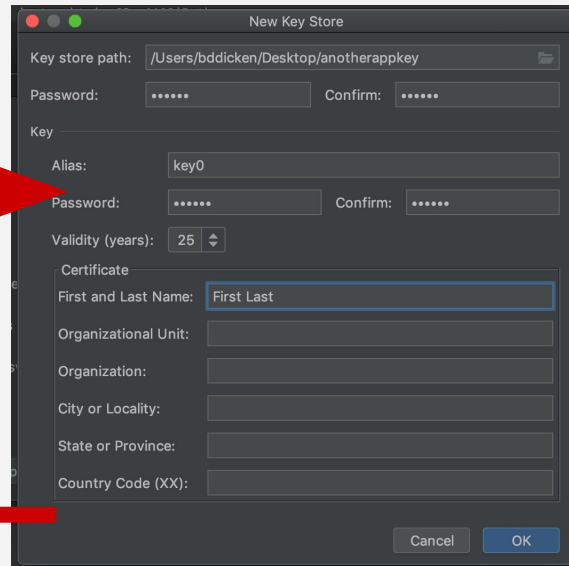 New Key Store
Key store path: /Users/bddicken/Desktop/anotherappkey
Password: •••••• Confirm: ••••••
Key
Alias: key0
Password: •••••• Confirm: ••••••
Validity (years): 25
Certificate
First and Last Name: First Last
Organizational Unit:
Organization:
City or Locality:
State or Province:
Country Code (XX):
Cancel OK